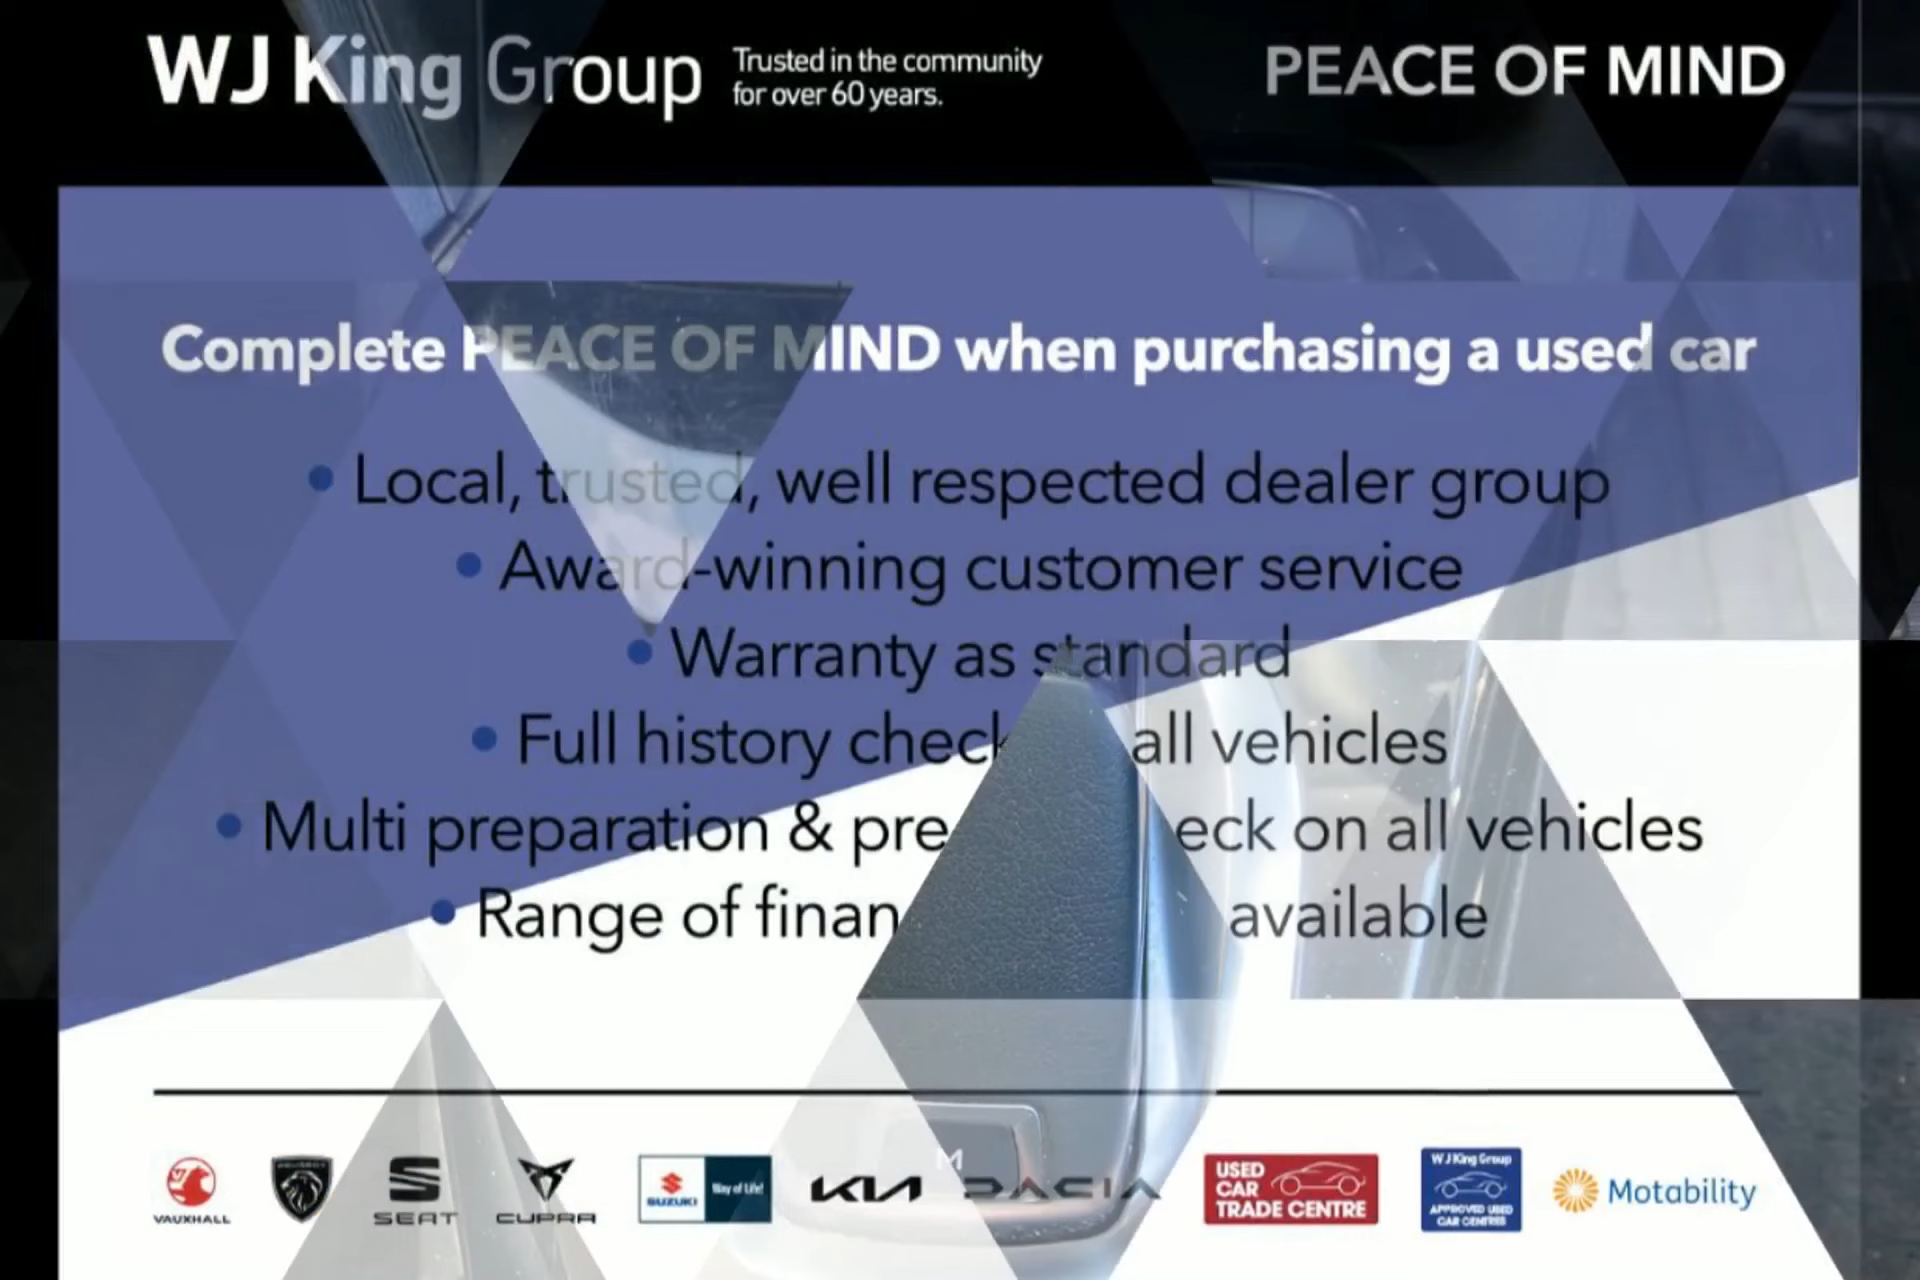 WJ King Group
Trusted in the community
for over 60 years.
PEACE OF MIND
Complete PEACE OF MIND when purchasing a used car
• Local, trusted, well respected dealer group
• Award-winning customer service
• Warranty as standard
• Full history check all vehicles
• Multi preparation & pre eck on all vehicles
• Range of finan available
VAUXHALL
PEUGEOT
SEAT
CUPRA
SUZUKI
Way of Life!
KIA
M
DACIA
USED
CAR
TRADE CENTRE
WJ King Group
APPROVED USED
CAR CENTRES
Motability